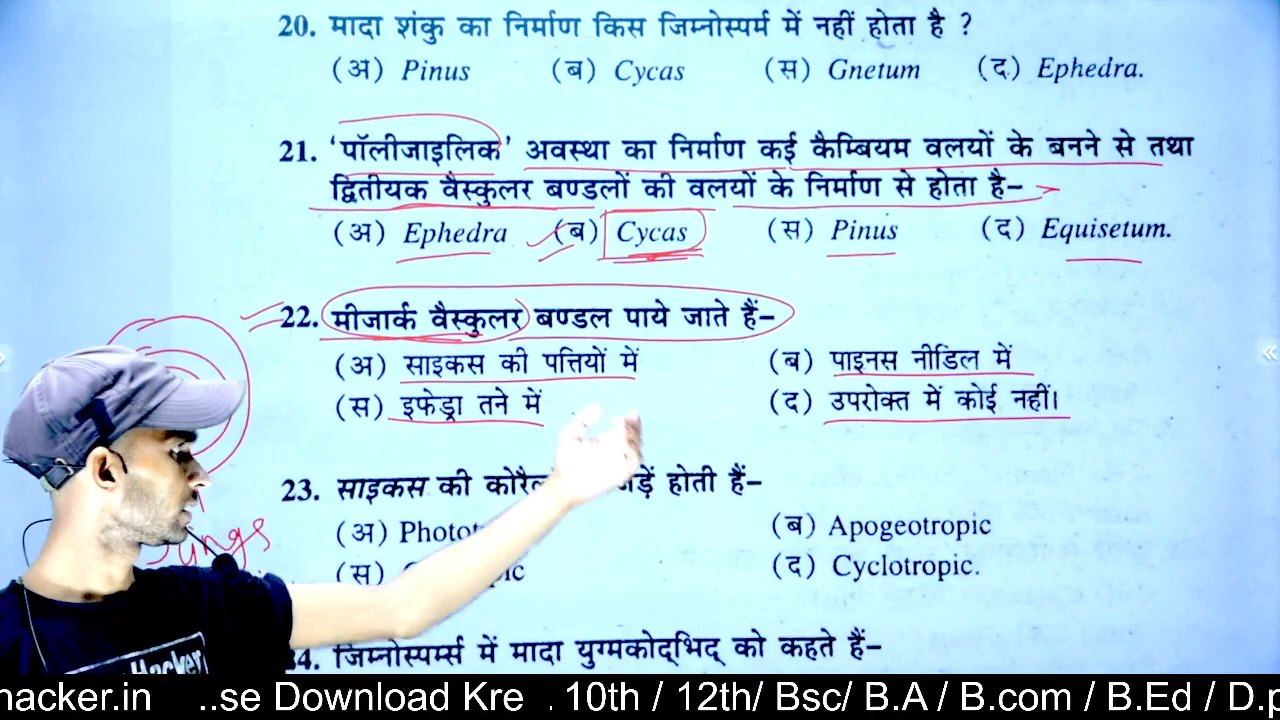 20. मादा शंकु का निर्माण किस जिम्नोस्पर्म में नहीं होता है ?
(अ) Pinus (ब) Cycas (स) Gnetum (द) Ephedra.
21. 'पॉलीजाइलिक' अवस्था का निर्माण कई कैम्बियम वलयों के बनने से तथा
द्वितीयक वैस्कुलर बण्डलों की वलयों के निर्माण से होता है-
(अ) Ephedra (ब) Cycas (स) Pinus (द) Equisetum.
22. मीजार्क वैस्कुलर बण्डल पाये जाते हैं-
(अ) साइकस की पत्तियों में (ब) पाइनस नीडिल में
(स) इफेड्रा तने में (द) उपरोक्त में कोई नहीं।
23. साइकस की होती हैं-
(अ) (ब) Apogeotropic
(स) (द) Cyclotropic.
जिम्नोस्पर्म्स में मादा युग्मकोद्भिद् को कहते हैं-
Hacker
hacker.in ..se Download Kre . 10th / 12th/ Bsc/ B.A / B.com / B.Ed / D.